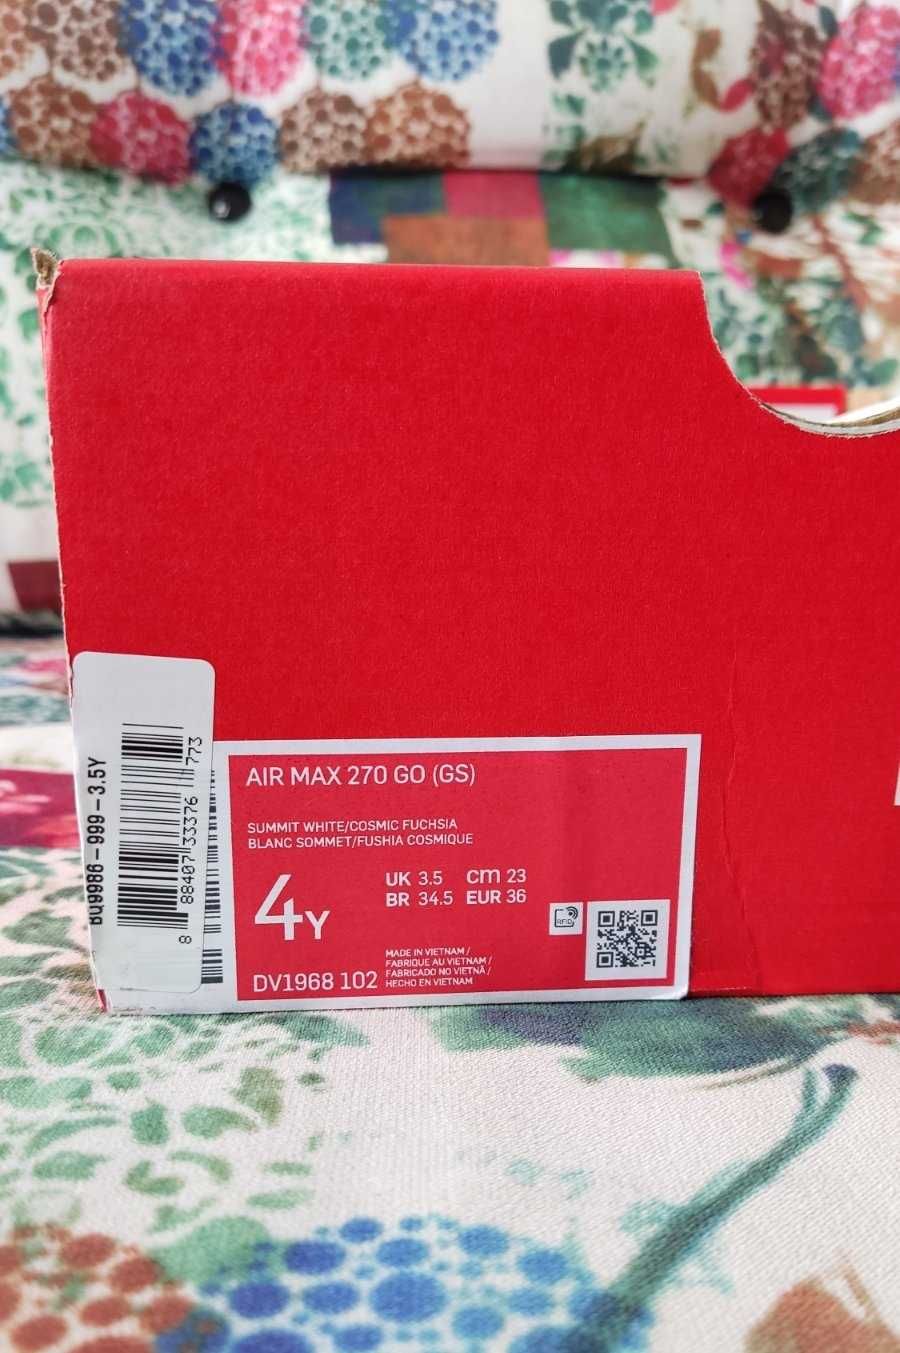 BQ9986-999-3.5Y
8 88407 33376 773
AIR MAX 270 GO (GS)
SUMMIT WHITE/COSMIC FUCHSIA
BLANC SOMMET/FUSHIA COSMIQUE
4Y
UK 3.5 cm 23
BR 34.5 EUR 36
RFID
DV1968 102
MADE IN VIETNAM /
FABRIQUE AU VIETNAM /
FABRICADO NO VIETNÃ /
HECHO EN VIETNAM